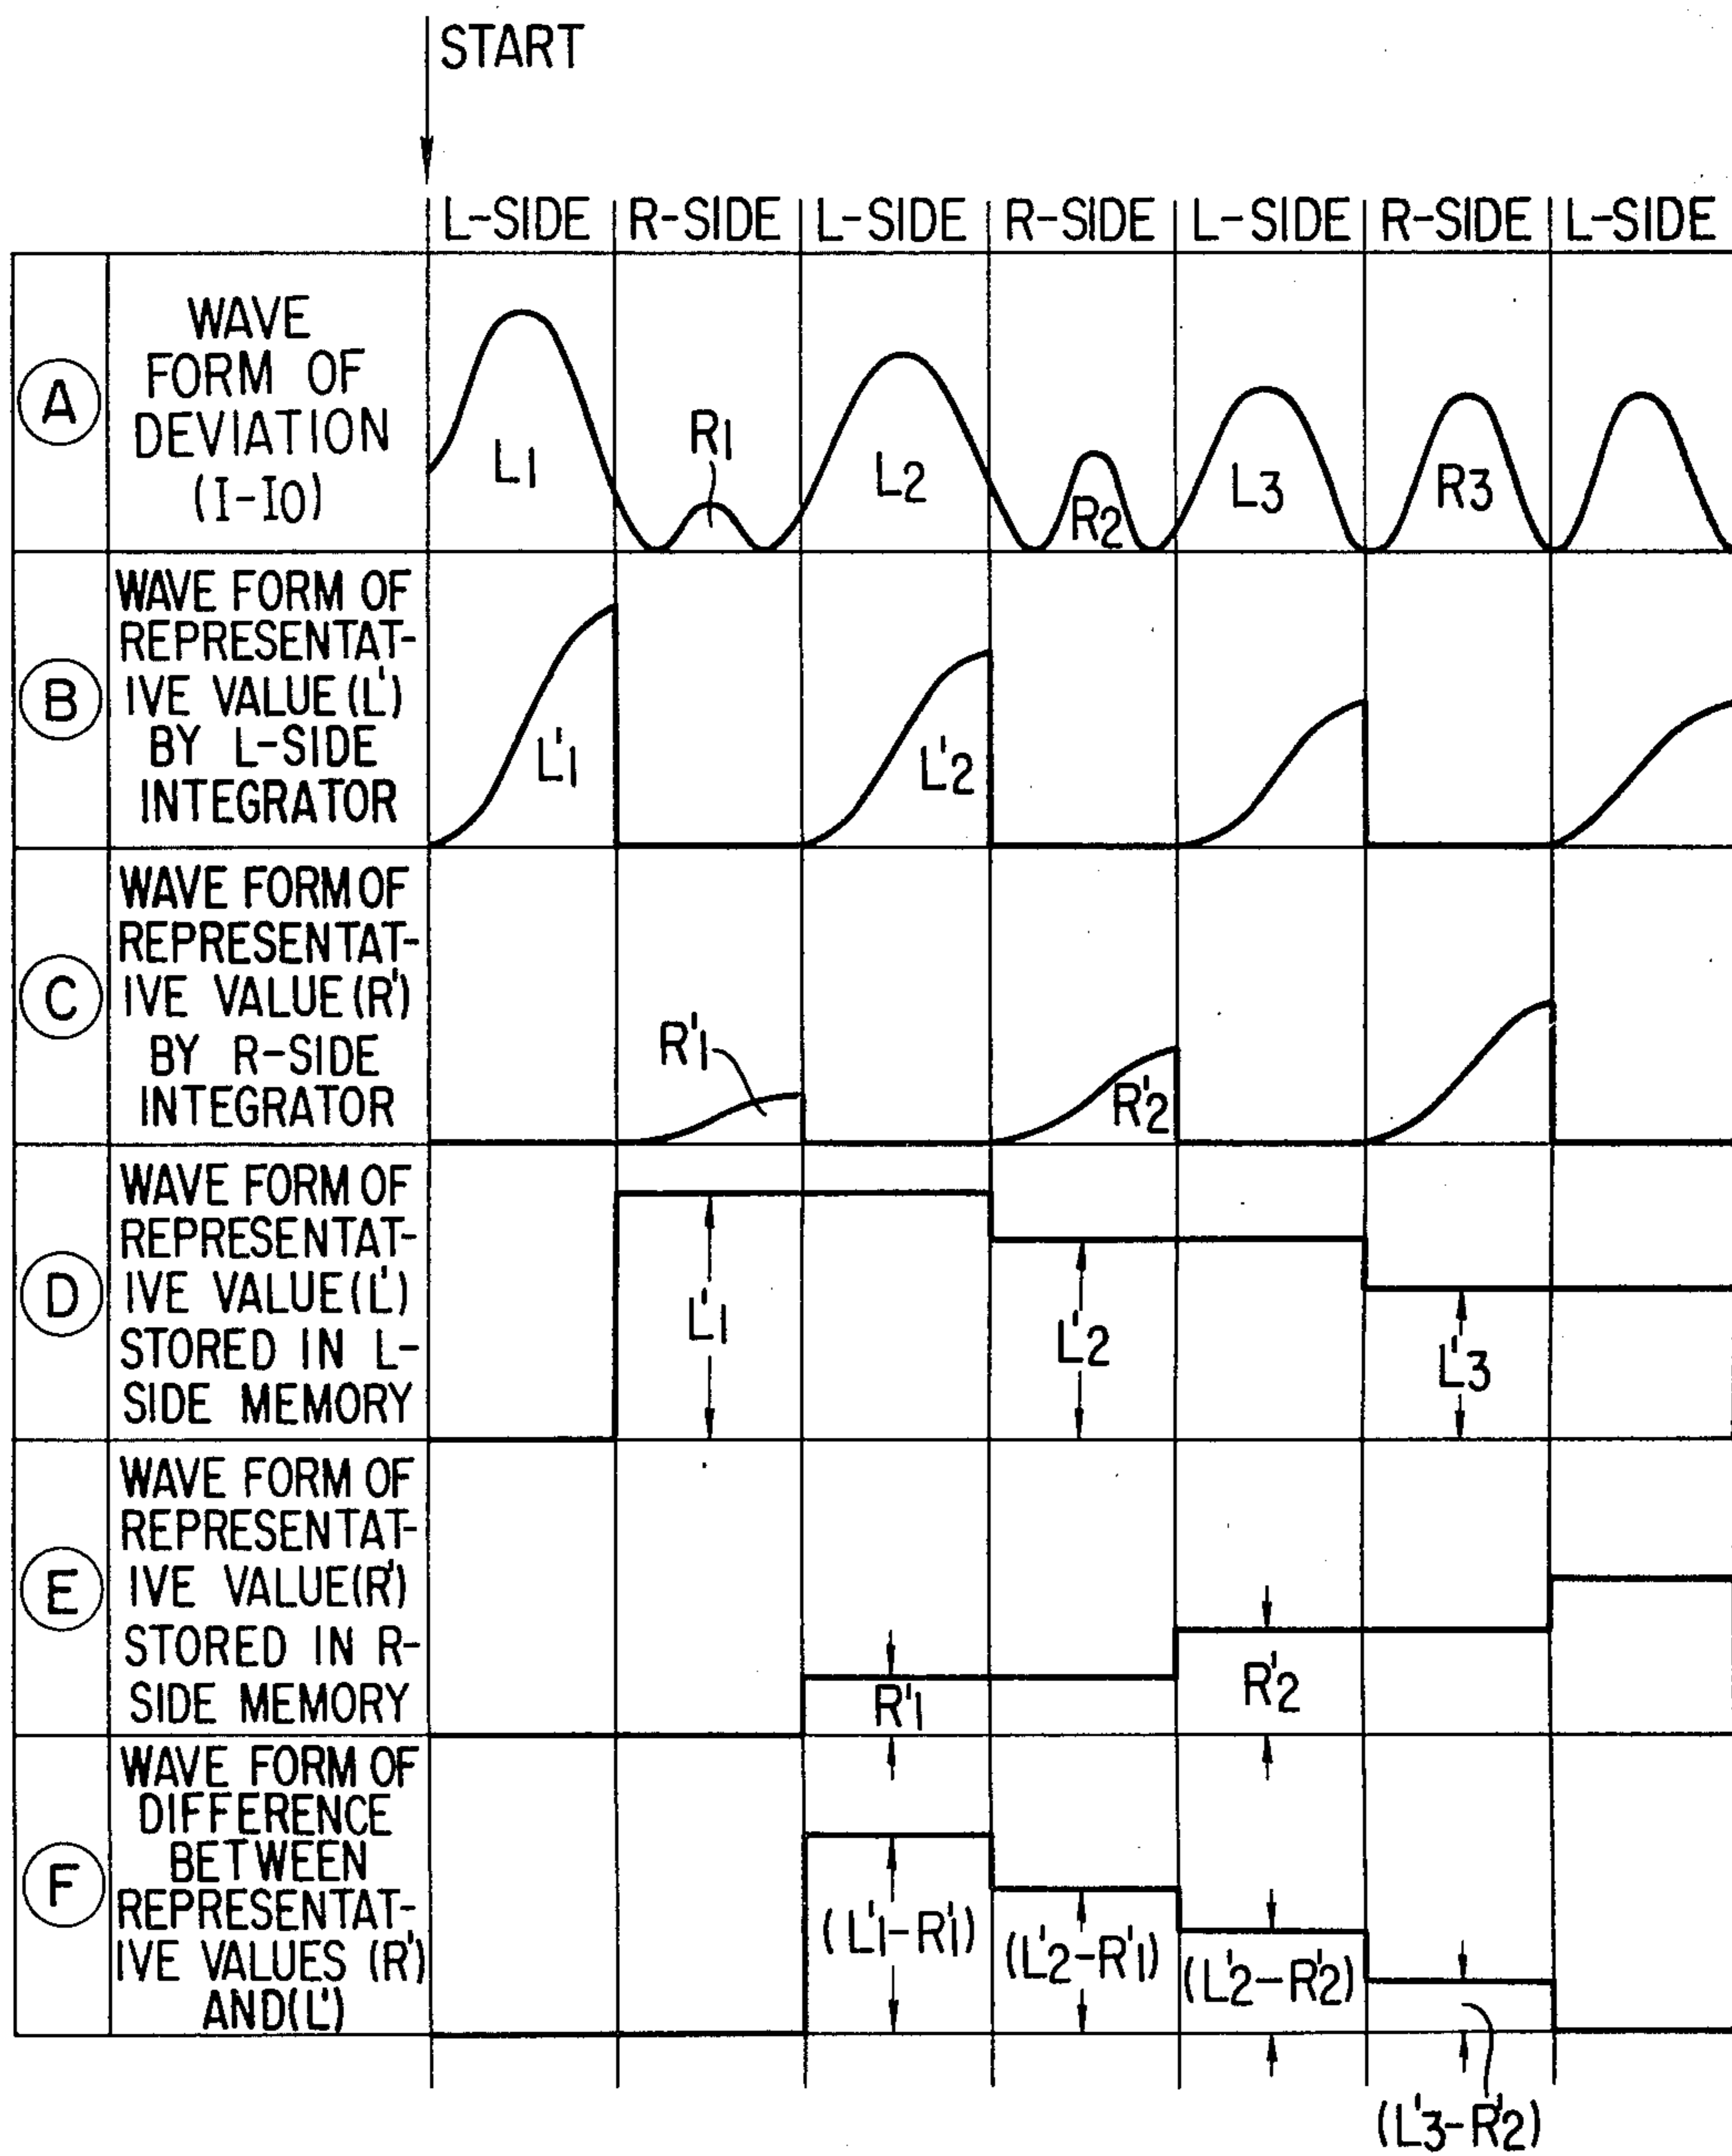 START
L-SIDE R-SIDE L-SIDE R-SIDE L-SIDE R-SIDE L-SIDE
A
WAVE
FORM OF
DEVIATION
(I-I0)
L1
R1
L2
R2
L3
R3
B
WAVE FORM OF
REPRESENTAT-
IVE VALUE(L')
BY L-SIDE
INTEGRATOR
L'1
L'2
C
WAVE FORM OF
REPRESENTAT-
IVE VALUE(R')
BY R-SIDE
INTEGRATOR
R'1
R'2
D
WAVE FORM OF
REPRESENTAT-
IVE VALUE(L')
STORED IN L-
SIDE MEMORY
L'1
L'2
L'3
E
WAVE FORM OF
REPRESENTAT-
IVE VALUE(R')
STORED IN R-
SIDE MEMORY
R'1
R'2
F
WAVE FORM OF
DIFFERENCE
BETWEEN
REPRESENTAT-
IVE VALUES (R')
AND(L')
(L'1-R'1)
(L'2-R'1)
(L'2-R'2)
(L'3-R'2)